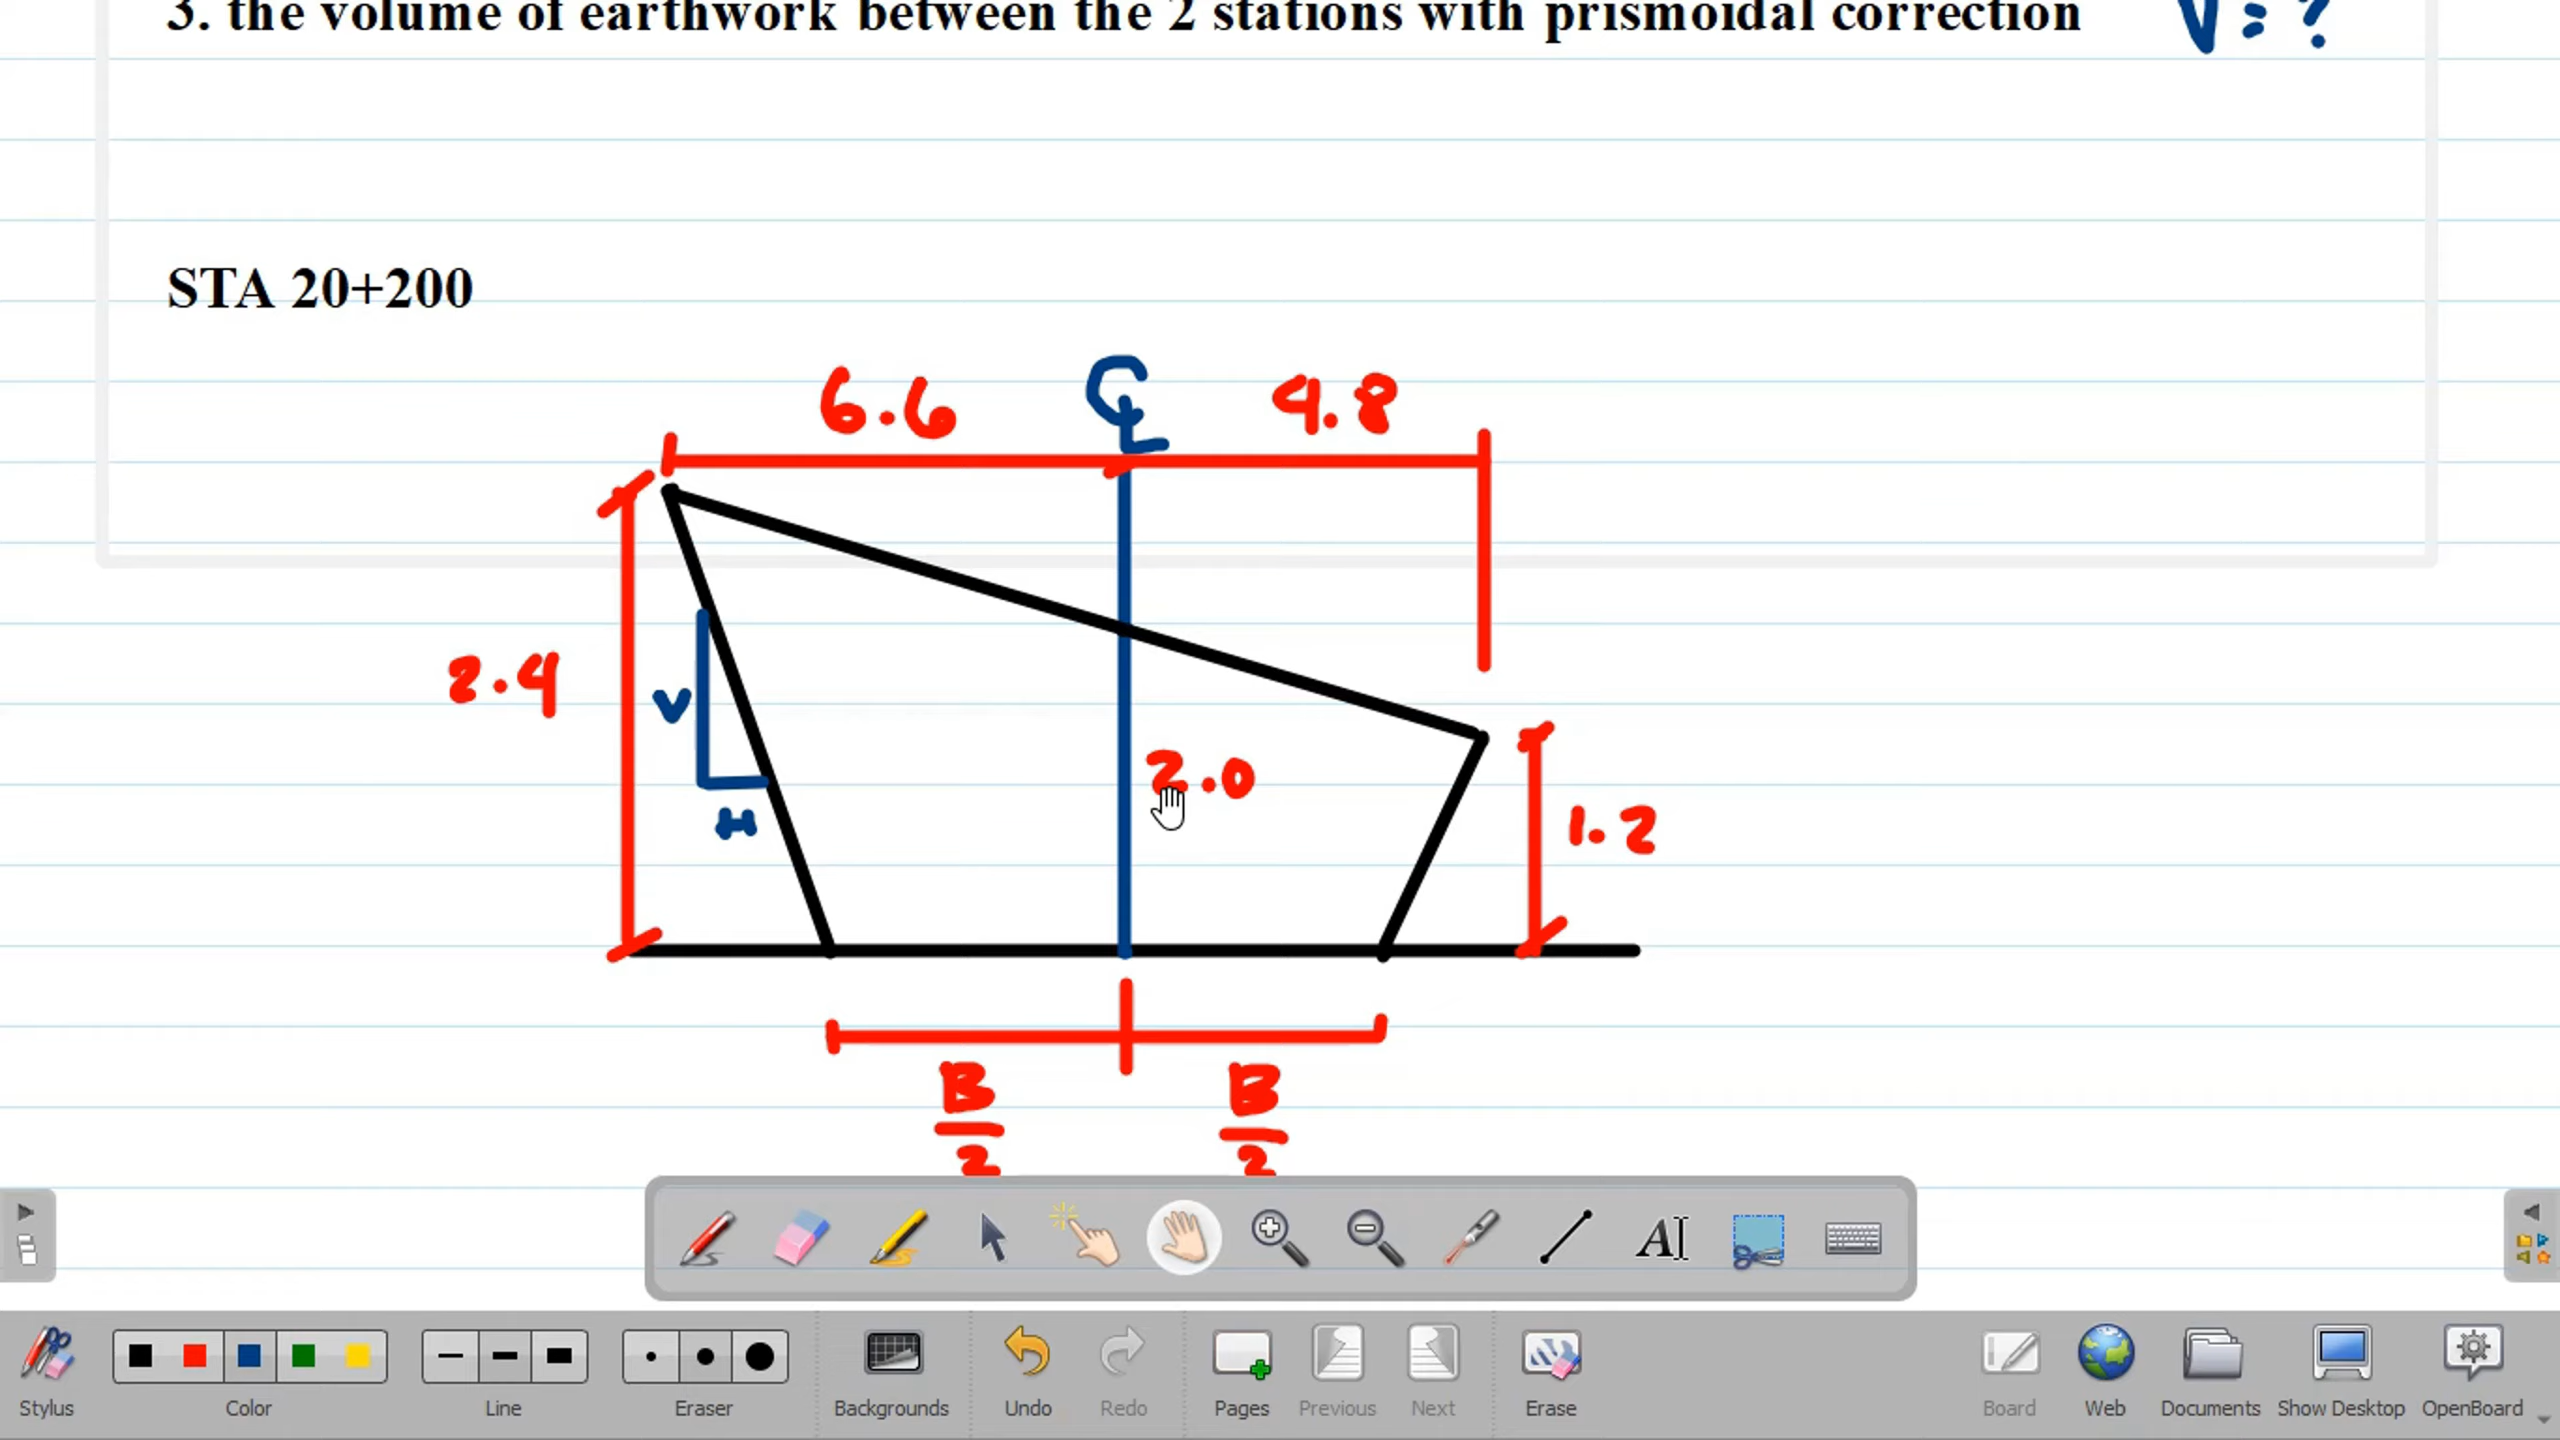 3. the volume of earthwork between the 2 stations with prismoidal correction V = ?
STA 20+200
6.6 CL 4.8
2.4 V H 2.0 1.2
B/2 B/2
AI
Stylus Color Line Eraser Backgrounds Undo Redo Pages Previous Next Erase Board Web Documents Show Desktop OpenBoard